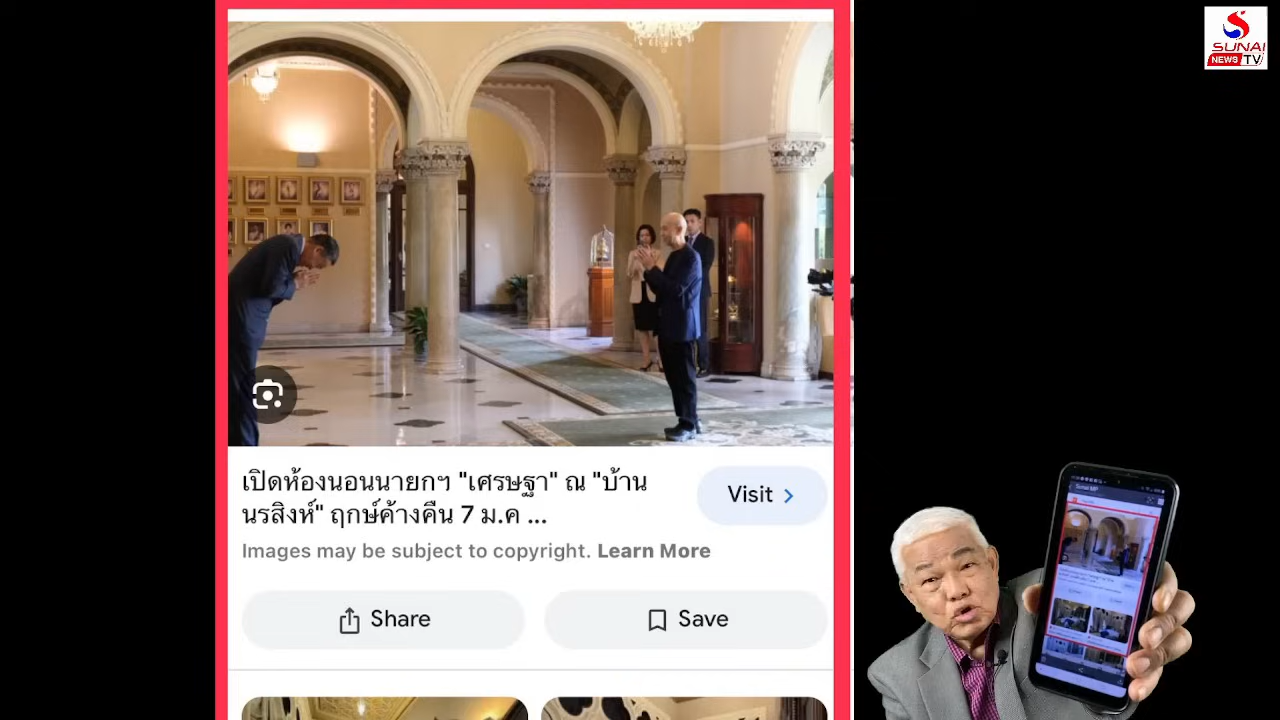 SUNAI
NEWS TV
เปิดห้องนอนนายกฯ "เศรษฐา" ณ "บ้าน
นรสิงห์" ฤกษ์ค้างคืน 7 ม.ค ...
Visit
Images may be subject to copyright. Learn More
Share
Save